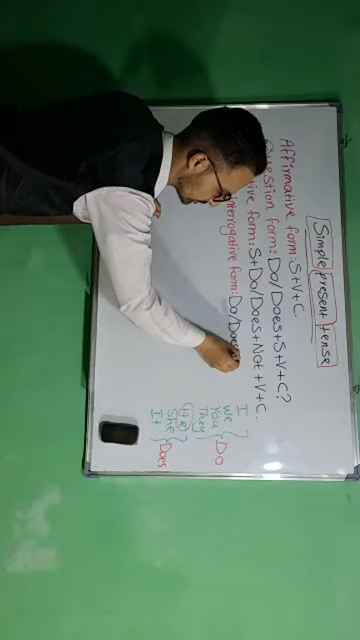 Simple present tense
Affirmative form: S+V+C.
Question form: Do/Does+S+V+C?
form: S+Do/Does+Not+V+C.
Interrogative form: Do/Does
I
We
You
They
Do
He
She
It
Does